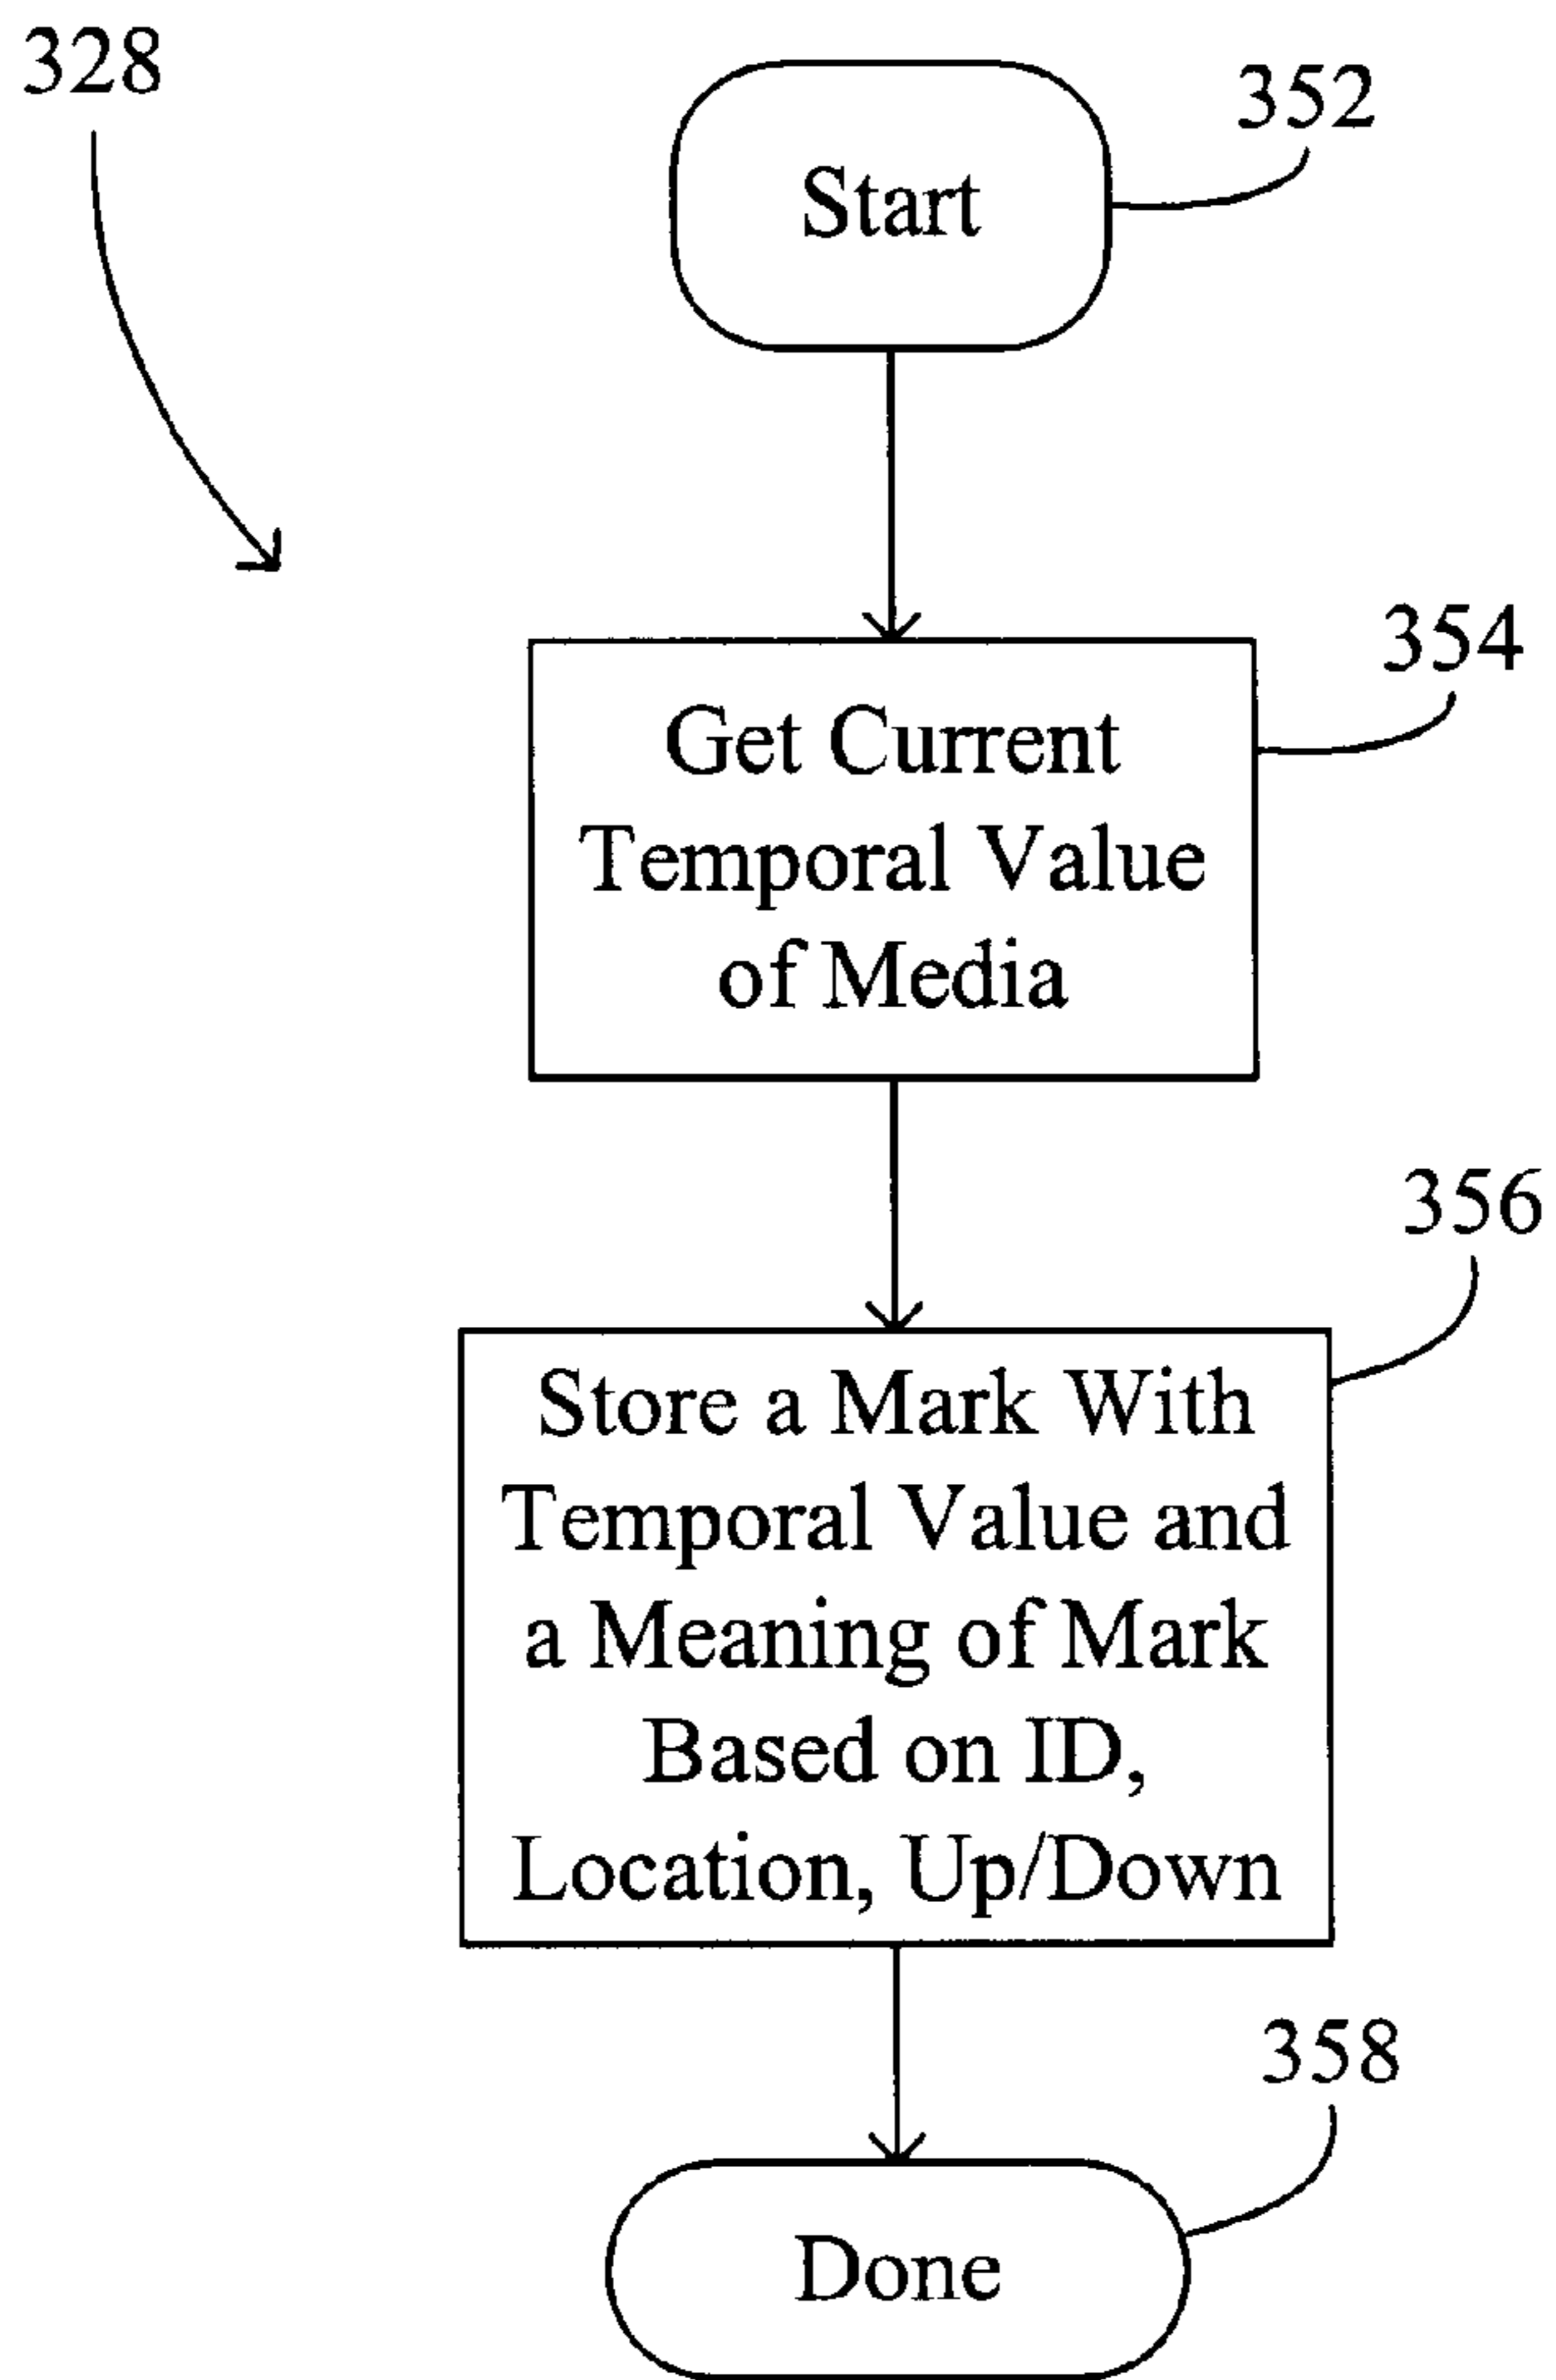 328
352
Start
354
Get Current
Temporal Value
of Media
356
Store a Mark With
Temporal Value and
a Meaning of Mark
Based on ID,
Location, Up/Down
358
Done